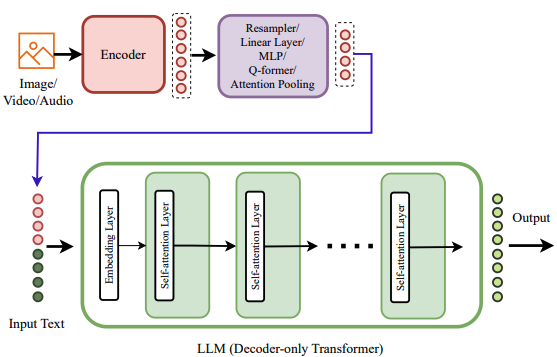 Image/
Video/Audio
Encoder
Resampler/
Linear Layer/
MLP/
Q-former/
Attention Pooling
Input Text
Embedding Layer
Self-attention Layer
Self-attention Layer
Self-attention Layer
Output
LLM (Decoder-only Transformer)